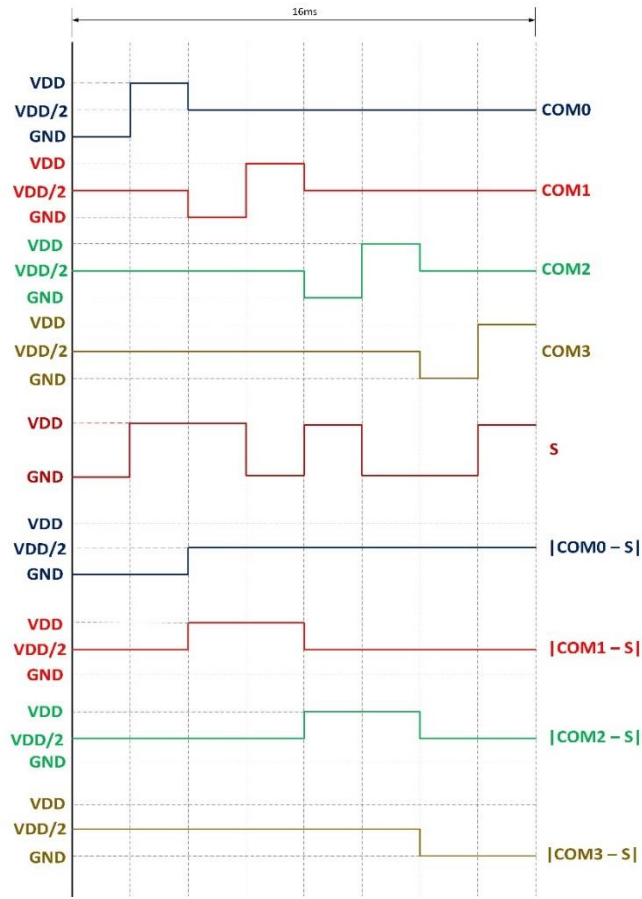 16ms
VDD
VDD/2
GND
COM0
VDD
VDD/2
GND
COM1
VDD
VDD/2
GND
COM2
VDD
VDD/2
GND
COM3
VDD
GND
S
VDD
VDD/2
GND
|COM0 – S|
VDD
VDD/2
GND
|COM1 – S|
VDD
VDD/2
GND
|COM2 – S|
VDD
VDD/2
GND
|COM3 – S|